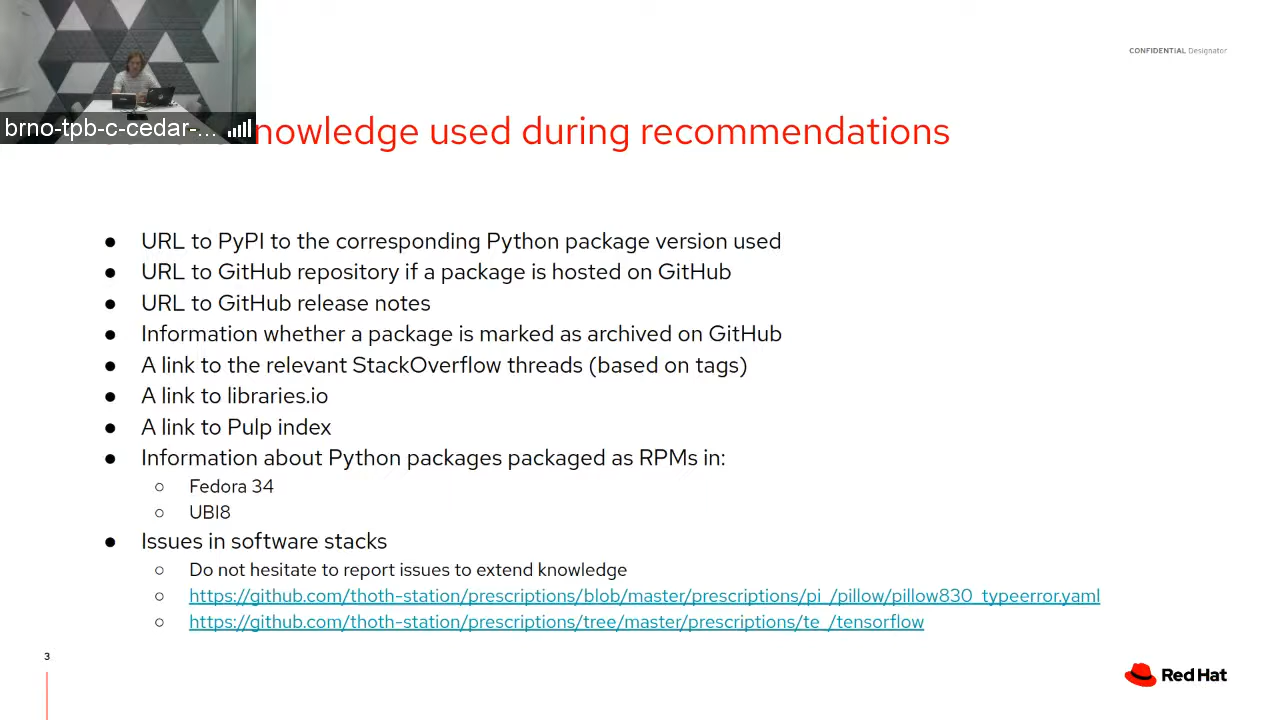 CONFIDENTIAL Designator
brno-tpb-c-cedar-...
nowledge used during recommendations
● URL to PyPI to the corresponding Python package version used
● URL to GitHub repository if a package is hosted on GitHub
● URL to GitHub release notes
● Information whether a package is marked as archived on GitHub
● A link to the relevant StackOverflow threads (based on tags)
● A link to libraries.io
● A link to Pulp index
● Information about Python packages packaged as RPMs in:
○ Fedora 34
○ UBI8
● Issues in software stacks
○ Do not hesitate to report issues to extend knowledge
○ https://github.com/thoth-station/prescriptions/blob/master/prescriptions/pi_/pillow/pillow830_typeerror.yaml
○ https://github.com/thoth-station/prescriptions/tree/master/prescriptions/te_/tensorflow
3
Red Hat